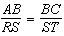 AB/RS = BC/ST